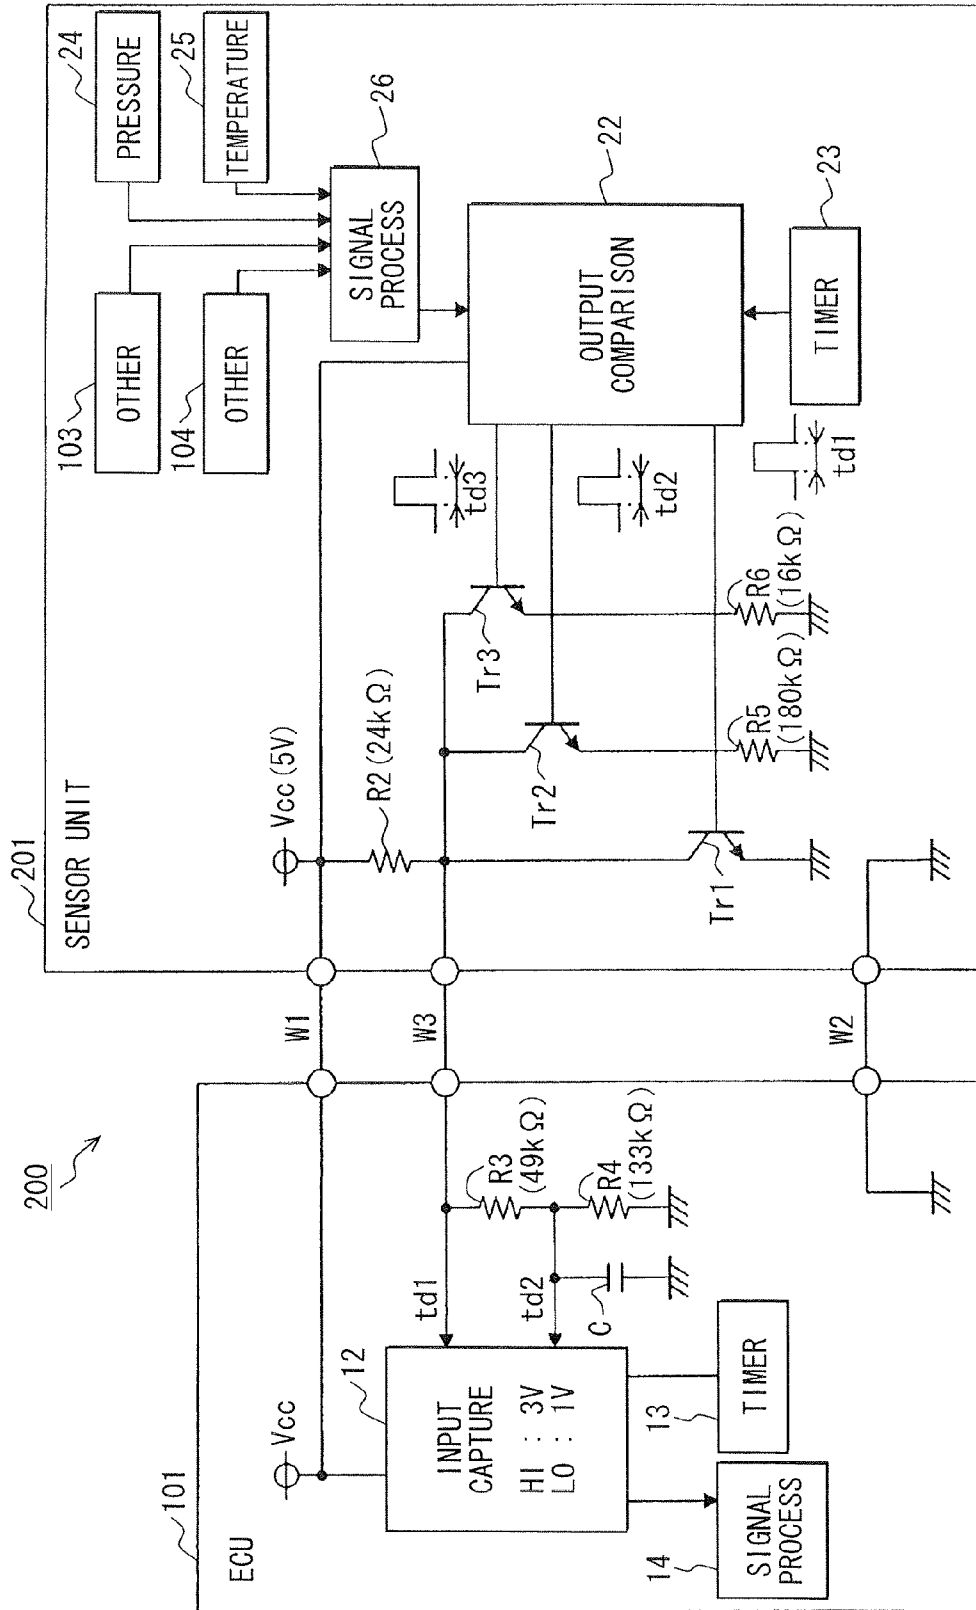 200
101
ECU
Vcc
12
INPUT
CAPTURE
HI : 3V
LO : 1V
td1
td2
C
R3
(49kΩ)
R4
(133kΩ)
13
TIMER
14
SIGNAL
PROCESS
W1
W3
W2
201
SENSOR UNIT
Vcc(5V)
R2(24kΩ)
Tr1
Tr2
Tr3
R5
(180kΩ)
R6
(16kΩ)
td3
td2
td1
103
OTHER
104
OTHER
24
PRESSURE
25
TEMPERATURE
26
SIGNAL
PROCESS
22
OUTPUT
COMPARISON
23
TIMER